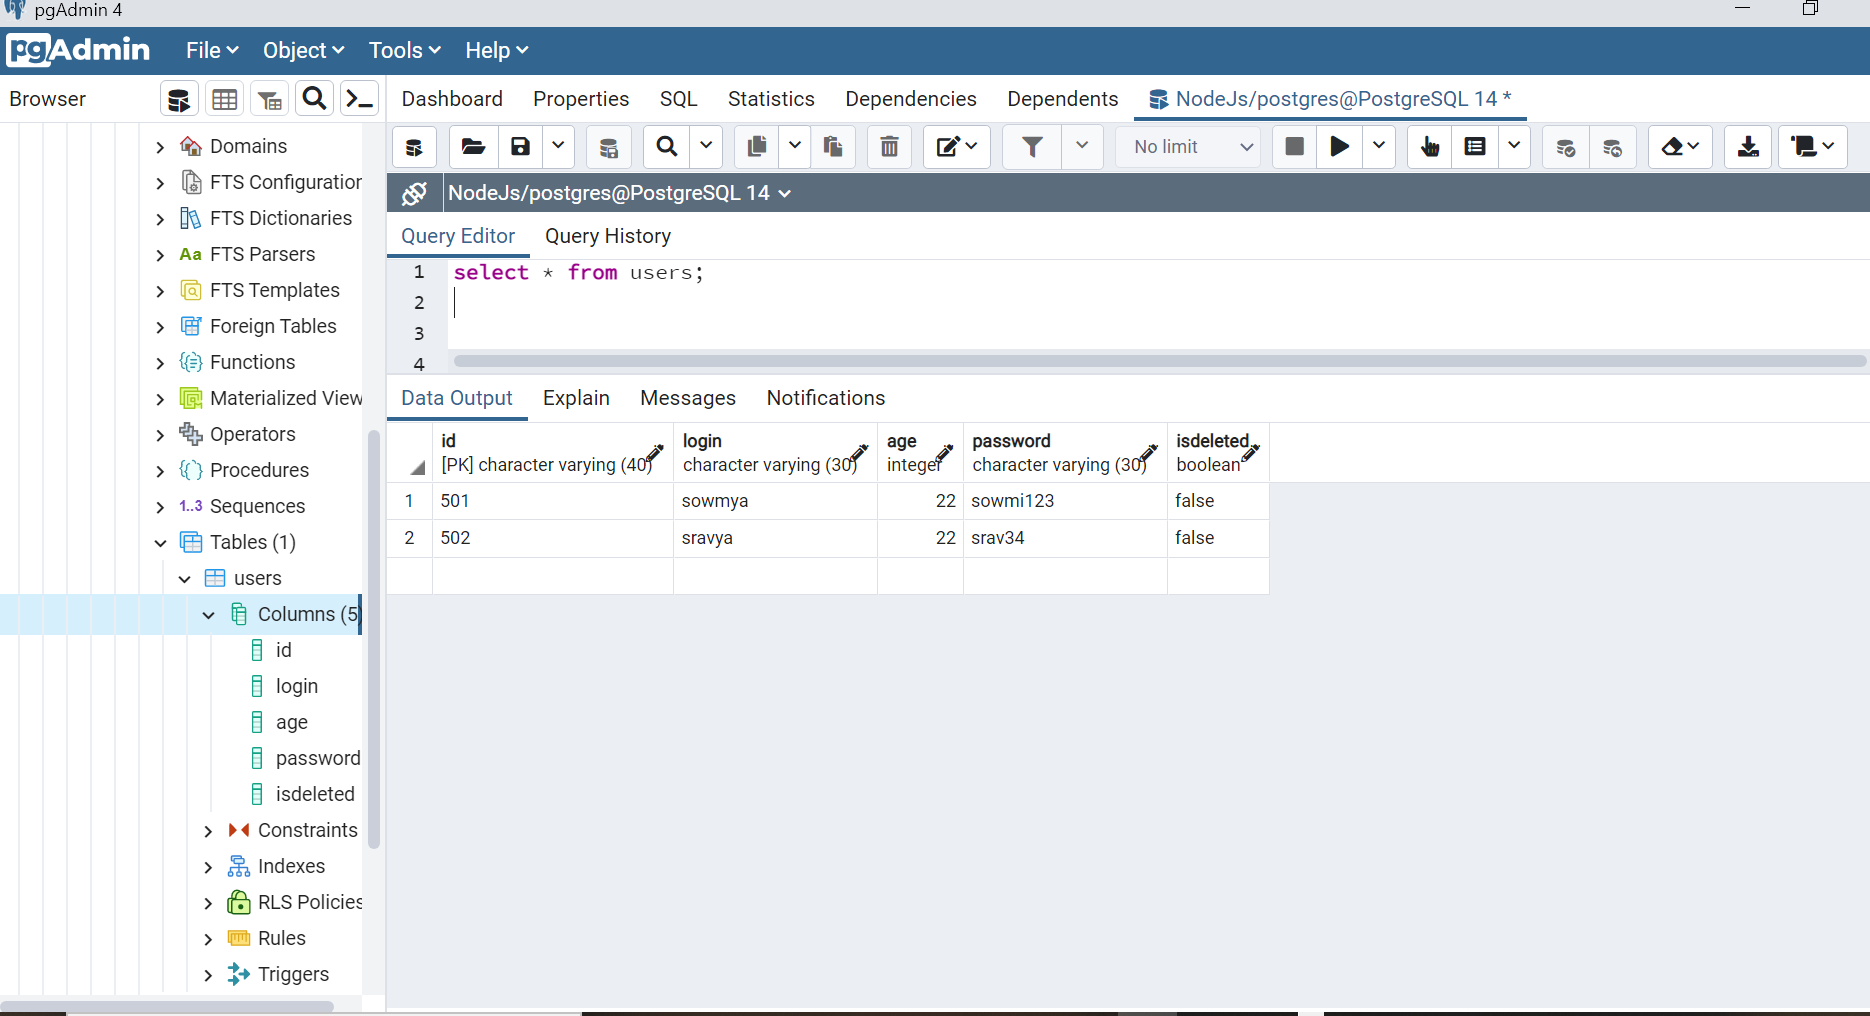 pgAdmin 4
pgAdmin File Object Tools Help
Browser
Dashboard Properties SQL Statistics Dependencies Dependents NodeJs/postgres@PostgreSQL 14 *
No limit
NodeJs/postgres@PostgreSQL 14
Query Editor Query History
1 select * from users;
2
3
4
Data Output Explain Messages Notifications
id login age password isdeleted
[PK] character varying (40) character varying (30) integer character varying (30) boolean
1 501 sowmya 22 sowmi123 false
2 502 sravya 22 srav34 false
Domains
FTS Configuration
Aa FTS Dictionaries
FTS Parsers
FTS Templates
Foreign Tables
Functions
Materialized View
Operators
Procedures
1..3 Sequences
Tables (1)
users
Columns (5)
id
login
age
password
isdeleted
Constraints
Indexes
RLS Policies
Rules
Triggers